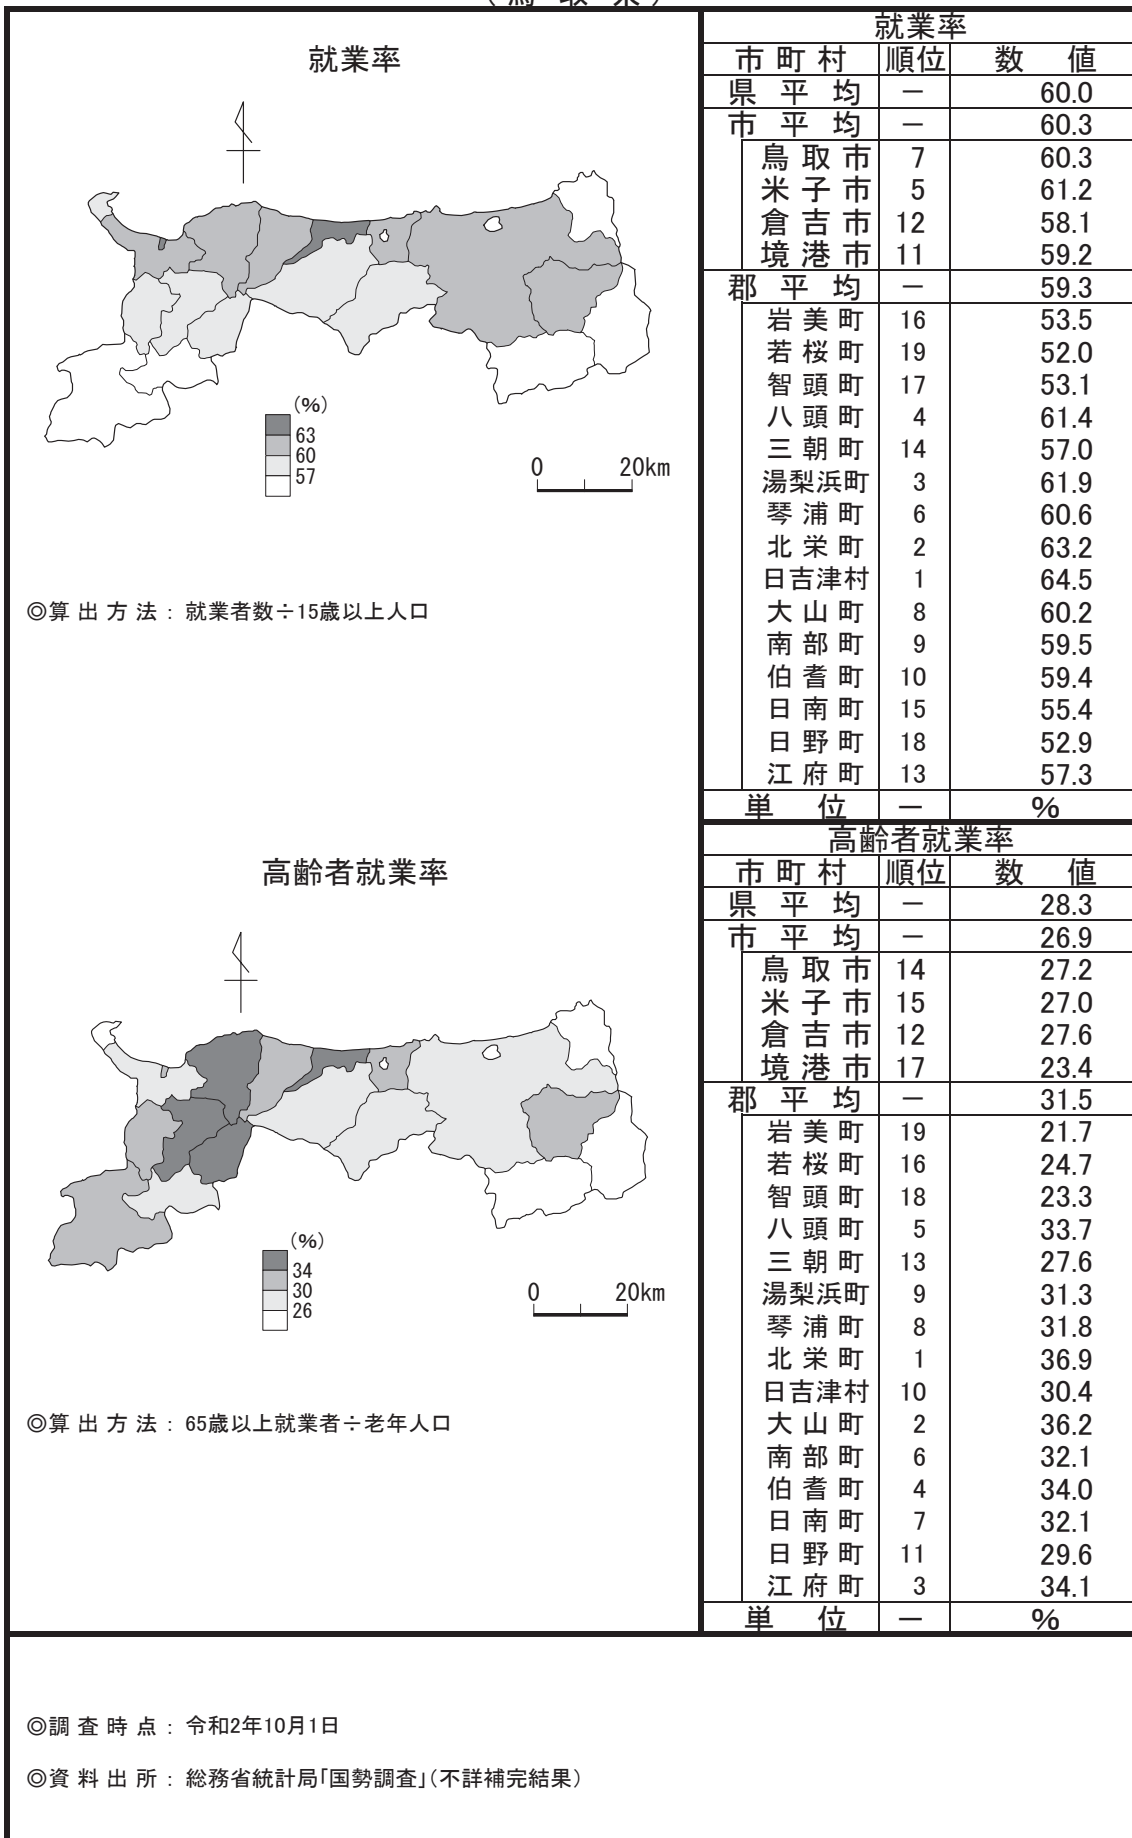 (鳥取県)
就業率
(%)
63
60
57
0 20km
◎算出方法：就業者数÷15歳以上人口
就業率
市町村 順位 数値
県平均 － 60.0
市平均 － 60.3
鳥取市 7 60.3
米子市 5 61.2
倉吉市 12 58.1
境港市 11 59.2
郡平均 － 59.3
岩美町 16 53.5
若桜町 19 52.0
智頭町 17 53.1
八頭町 4 61.4
三朝町 14 57.0
湯梨浜町 3 61.9
琴浦町 6 60.6
北栄町 2 63.2
日吉津村 1 64.5
大山町 8 60.2
南部町 9 59.5
伯耆町 10 59.4
日南町 15 55.4
日野町 18 52.9
江府町 13 57.3
単位 － %
高齢者就業率
(%)
34
30
26
0 20km
◎算出方法：65歳以上就業者÷老年人口
高齢者就業率
市町村 順位 数値
県平均 － 28.3
市平均 － 26.9
鳥取市 14 27.2
米子市 15 27.0
倉吉市 12 27.6
境港市 17 23.4
郡平均 － 31.5
岩美町 19 21.7
若桜町 16 24.7
智頭町 18 23.3
八頭町 5 33.7
三朝町 13 27.6
湯梨浜町 9 31.3
琴浦町 8 31.8
北栄町 1 36.9
日吉津村 10 30.4
大山町 2 36.2
南部町 6 32.1
伯耆町 4 34.0
日南町 7 32.1
日野町 11 29.6
江府町 3 34.1
単位 － %
◎調査時点：令和2年10月1日
◎資料出所：総務省統計局｢国勢調査｣(不詳補完結果)